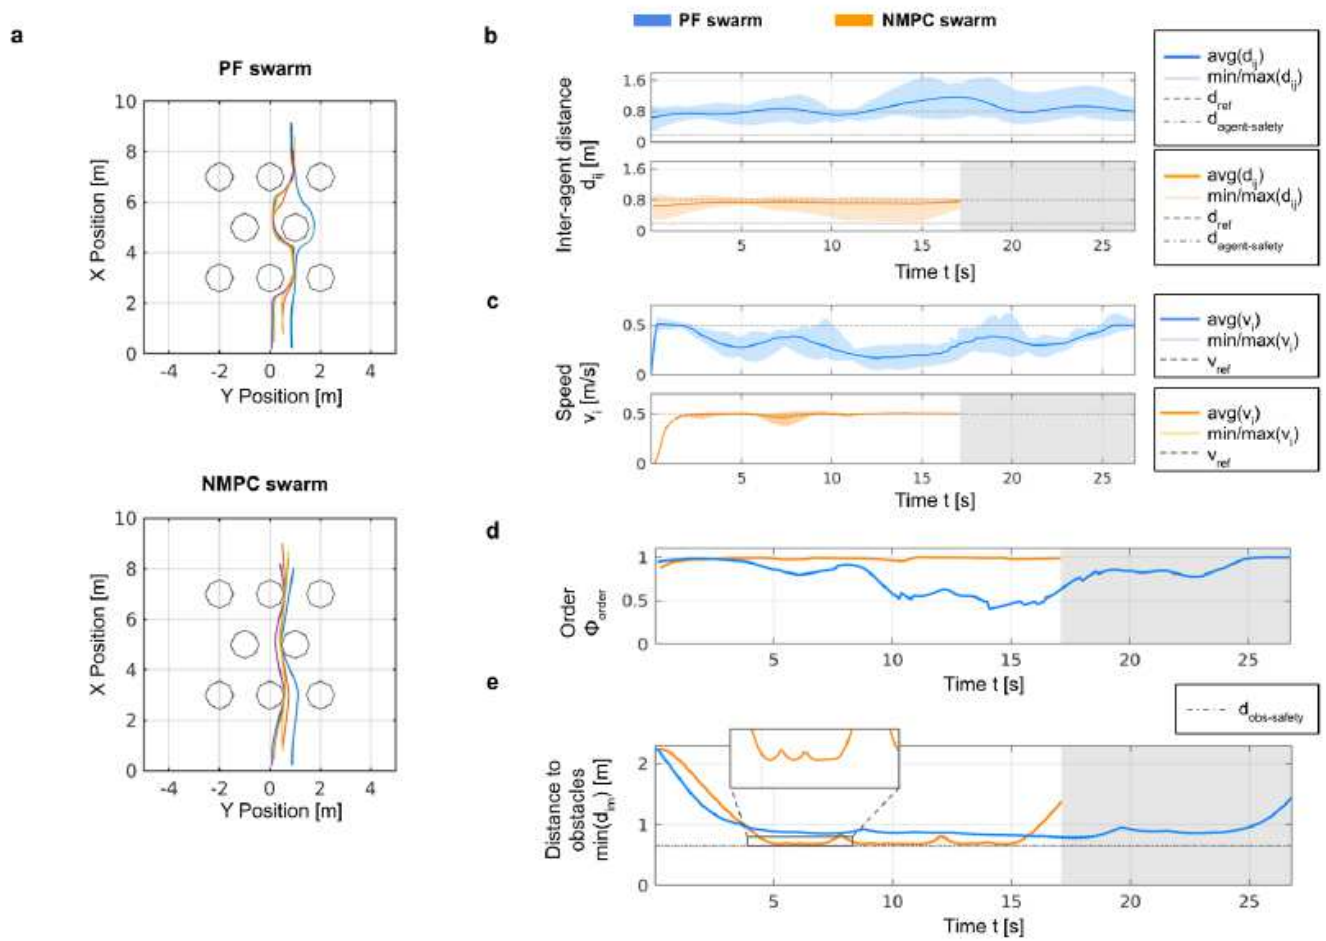 PF swarm
NMPC swarm
a
PF swarm
10
8
6
4
2
0
X Position [m]
-4
-2
0
2
4
Y Position [m]
NMPC swarm
10
8
6
4
2
0
X Position [m]
-4
-2
0
2
4
Y Position [m]
b
Inter-agent distance
d_ij [m]
1.6
0.8
0
1.6
0.8
0
5
10
15
20
25
Time t [s]
avg(d_ij)
min/max(d_ij)
d_ref
d_agent-safety
avg(d_ij)
min/max(d_ij)
d_ref
d_agent-safety
c
Speed
v_i [m/s]
0.5
0
0.5
0
5
10
15
20
25
Time t [s]
avg(v_i)
min/max(v_i)
v_ref
avg(v_i)
min/max(v_i)
v_ref
d
Order
Φ_order
1
0.5
0
5
10
15
20
25
Time t [s]
e
Distance to
obstacles
min(d_im) [m]
2
1
0
5
10
15
20
25
Time t [s]
d_obs-safety